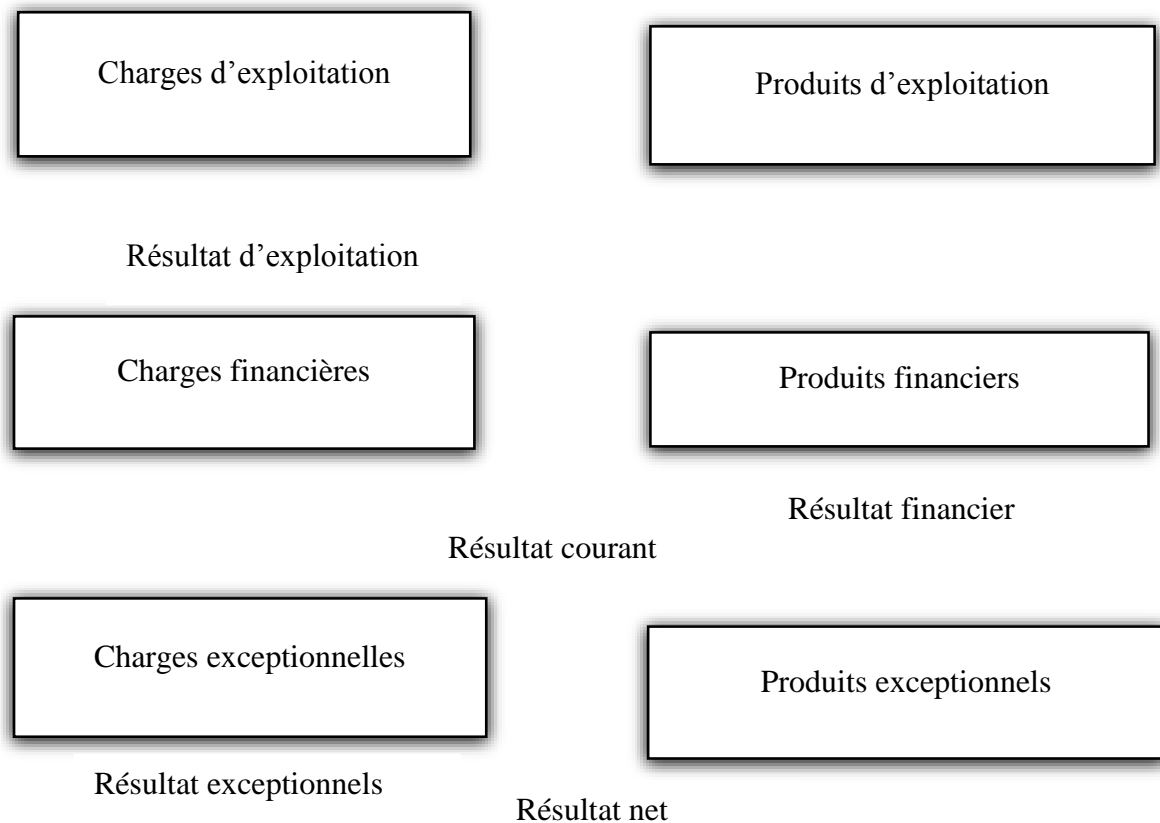 Charges d’exploitation
Produits d’exploitation
Résultat d’exploitation
Charges financières
Produits financiers
Résultat financier
Résultat courant
Charges exceptionnelles
Produits exceptionnels
Résultat exceptionnels
Résultat net